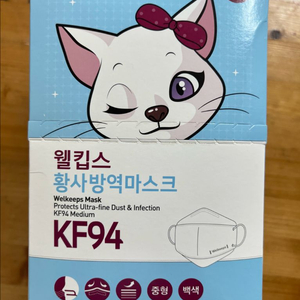 웰킵스
황사방역마스크
Welkeeps Mask
Protects Ultra-fine Dust & Infection
KF94 Medium
KF94
중형
백색